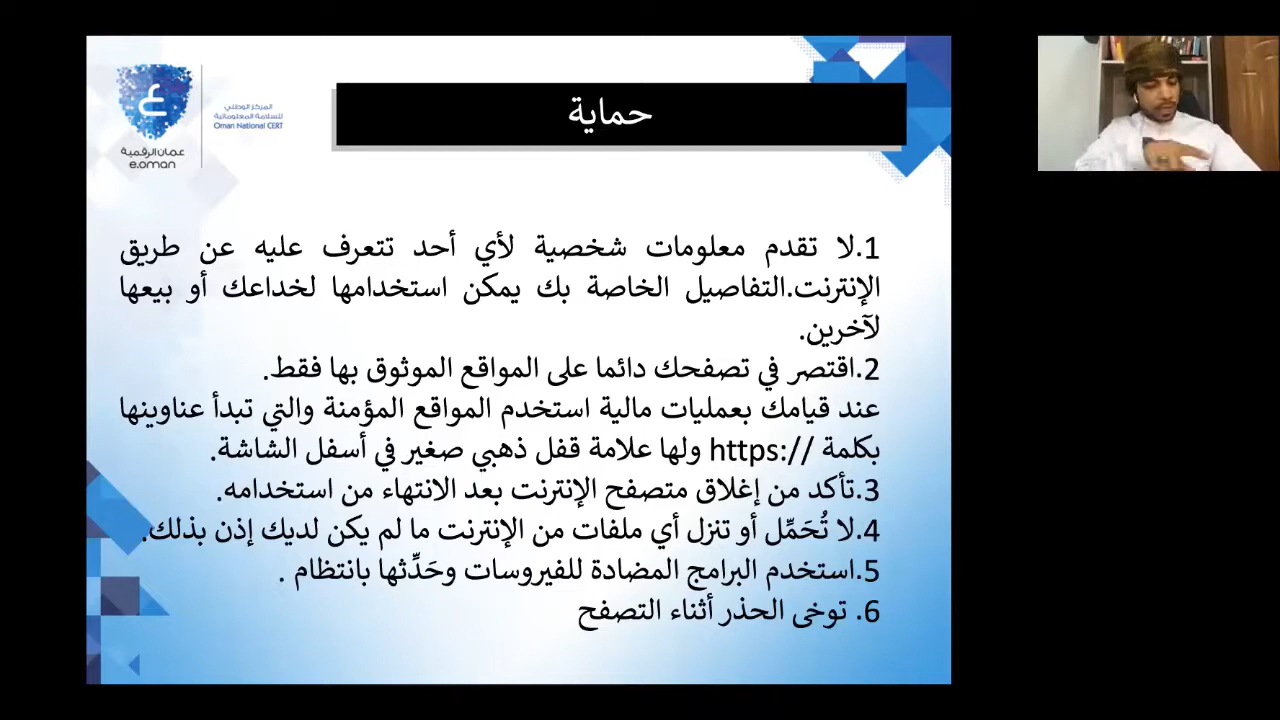 المركز الوطني
للسلامة المعلوماتية
Oman National CERT
عمان الرقمية
e.oman
حماية
1.لا تقدم معلومات شخصية لأي أحد تتعرف عليه عن طريق
الإنترنت.التفاصيل الخاصة بك يمكن استخدامها لخداعك أو بيعها
لآخرين.
2.اقتصر في تصفحك دائما على المواقع الموثوق بها فقط.
عند قيامك بعمليات مالية استخدم المواقع المؤمنة والتي تبدأ عناوينها
بكلمة https:// ولها علامة قفل ذهبي صغير في أسفل الشاشة.
3.تأكد من إغلاق متصفح الإنترنت بعد الانتهاء من استخدامه.
4.لا تُحَمِّل أو تنزل أي ملفات من الإنترنت ما لم يكن لديك إذن بذلك.
5.استخدم البرامج المضادة للفيروسات وحَدِّثها بانتظام .
6. توخى الحذر أثناء التصفح